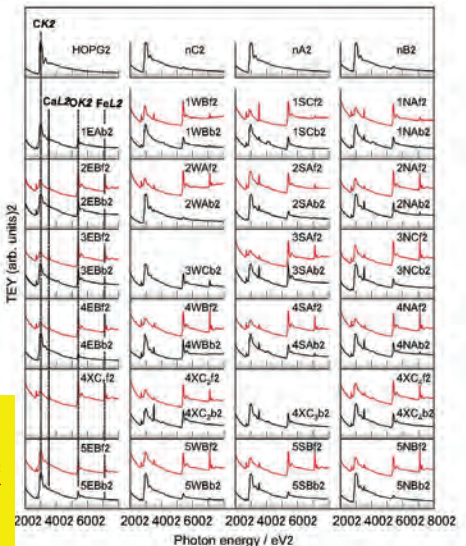 CK2
HOPG2 nC2 nA2 nB2
CaL2 OK2 FeL2
1WBf2 1SCf2 1NAf2
1EAb2 1WBb2 1SCb2 1NAb2
2EBf2 2WAf2 2SAf2 2NAf2
2EBb2 2WAb2 2SAb2 2NAb2
3EBf2 3SAf2 3NCf2
3EBb2 3WCb2 3SAb2 3NCb2
4EBf2 4WBf2 4SAf2 4NAf2
4EBb2 4WBb2 4SAb2 4NAb2
4XC₁f2 4XC₂f2 4XC₄f2
4XC₂b2 4XC₃b2 4XC₄b2
5EBf2 5WBf2 5SBf2 5NBf2
5EBb2 5WBb2 5SBb2 5NBb2
TEY (arb. units)2
2002 4002 6002 2002 4002 6002 2002 4002 6002 2002 4002 6002 8002
Photon energy / eV2